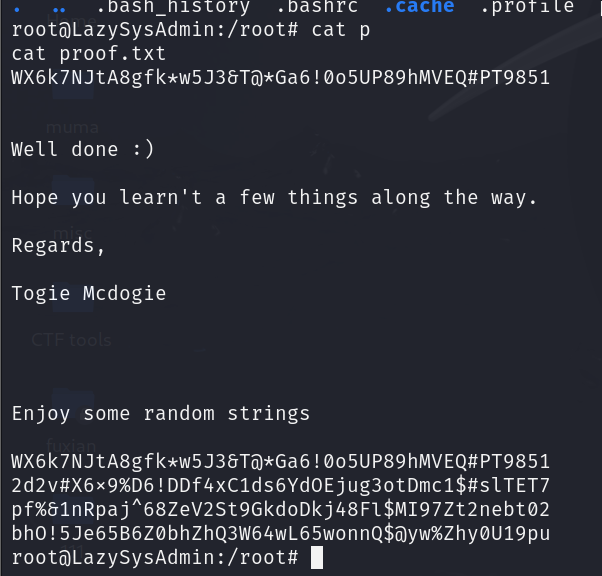 .  ..  .bash_history  .bashrc  .cache  .profile
root@LazySysAdmin:/root# cat p
cat proof.txt
WX6k7NJtA8gfk*w5J3&T@*Ga6!0o5UP89hMVEQ#PT9851
muma
Well done :)
Hope you learn't a few things along the way.
misc
Regards,
Togie Mcdogie
CTF tools
Enjoy some random strings
fuxian
WX6k7NJtA8gfk*w5J3&T@*Ga6!0o5UP89hMVEQ#PT9851
2d2v#X6×9%D6!DDf4xC1ds6YdOEjug3otDmc1$#slTET7
pf%&1nRpaj^68ZeV2St9GkdoDkj48Fl$MI97Zt2nebt02
bhO!5Je65B6Z0bhZhQ3W64wL65wonnQ$@yw%Zhy0U19pu
root@LazySysAdmin:/root#